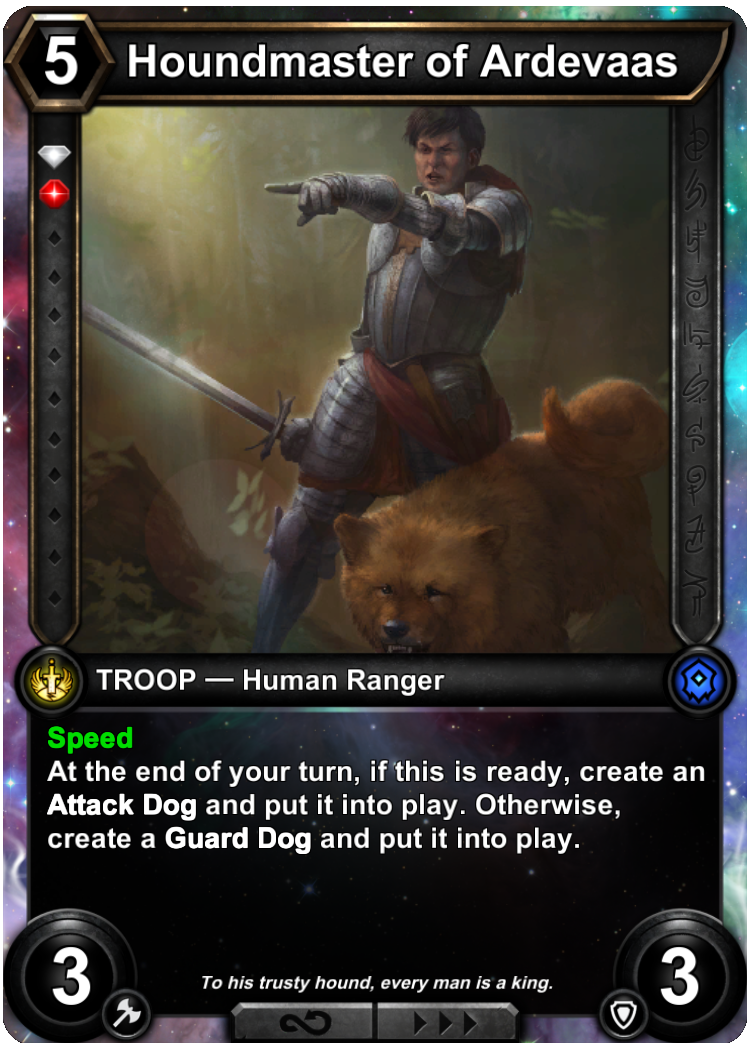 5
Houndmaster of Ardevaas
TROOP — Human Ranger
Speed
At the end of your turn, if this is ready, create an
Attack Dog and put it into play. Otherwise,
create a Guard Dog and put it into play.
3
To his trusty hound, every man is a king.
3